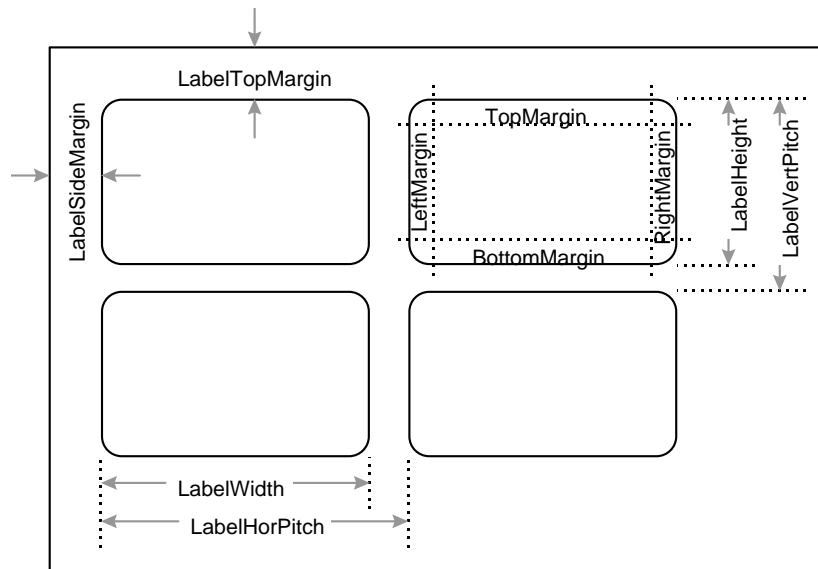 LabelTopMargin
LabelSideMargin
TopMargin
LeftMargin
RightMargin
BottomMargin
LabelHeight
LabelVertPitch
LabelWidth
LabelHorPitch